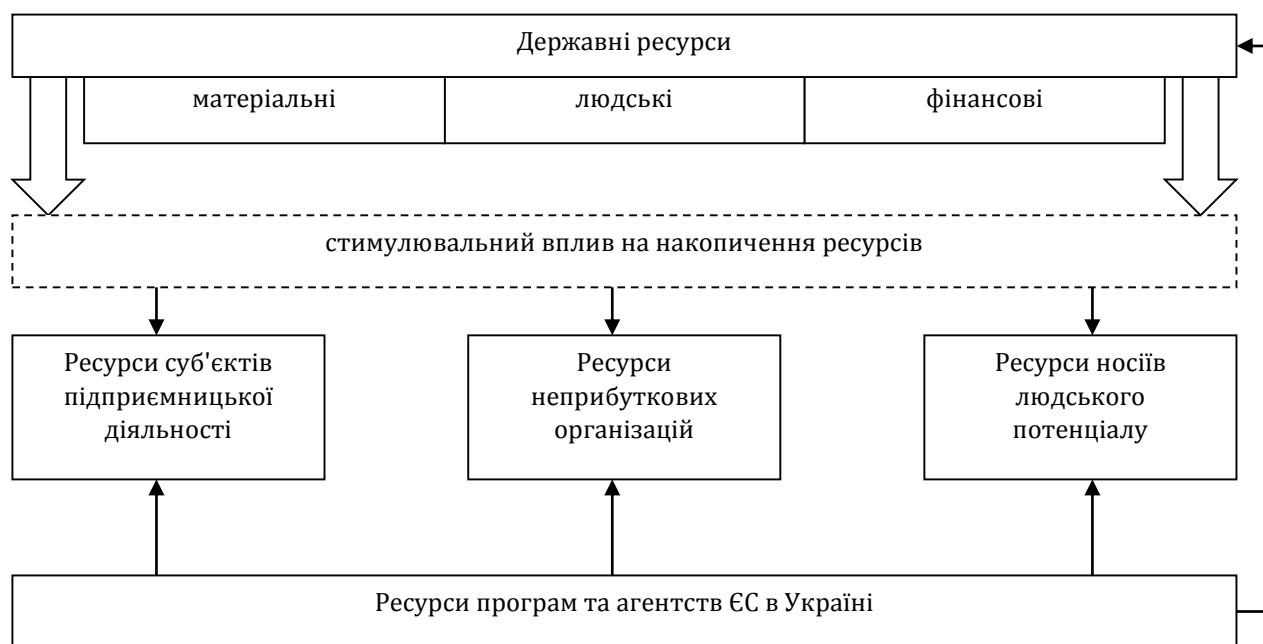 Державні ресурси
матеріальні
людські
фінансові
стимулювальний вплив на накопичення ресурсів
Ресурси суб'єктів
підприємницької
діяльності
Ресурси
неприбуткових
організацій
Ресурси носіїв
людського
потенціалу
Ресурси програм та агентств ЄС в Україні